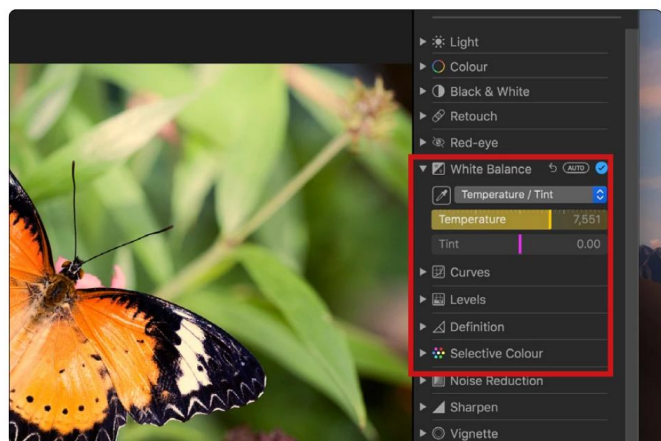 Light
Colour
Black & White
Retouch
Red-eye
White Balance AUTO
Temperature / Tint
Temperature 7,551
Tint 0.00
Curves
Levels
Definition
Selective Colour
Noise Reduction
Sharpen
Vignette